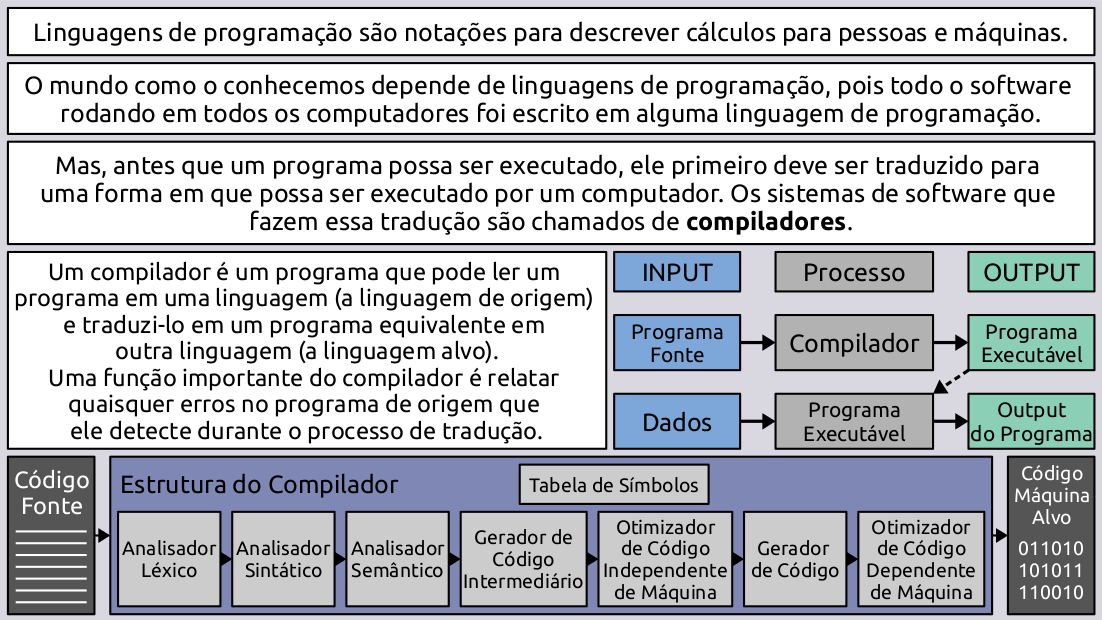 Linguagens de programação são notações para descrever cálculos para pessoas e máquinas.
O mundo como o conhecemos depende de linguagens de programação, pois todo o software
rodando em todos os computadores foi escrito em alguma linguagem de programação.
Mas, antes que um programa possa ser executado, ele primeiro deve ser traduzido para
uma forma em que possa ser executado por um computador. Os sistemas de software que
fazem essa tradução são chamados de compiladores.
Um compilador é um programa que pode ler um
programa em uma linguagem (a linguagem de origem)
e traduzi-lo em um programa equivalente em
outra linguagem (a linguagem alvo).
Uma função importante do compilador é relatar
quaisquer erros no programa de origem que
ele detecte durante o processo de tradução.
INPUT
Processo
OUTPUT
Programa
Fonte
Compilador
Programa
Executável
Dados
Programa
Executável
Output
do Programa
Código
Fonte
Estrutura do Compilador
Tabela de Símbolos
Analisador
Léxico
Analisador
Sintático
Analisador
Semântico
Gerador de
Código
Intermediário
Otimizador
de Código
Independente
de Máquina
Gerador
de Código
Otimizador
de Código
Dependente
de Máquina
Código
Máquina
Alvo
011010
101011
110010